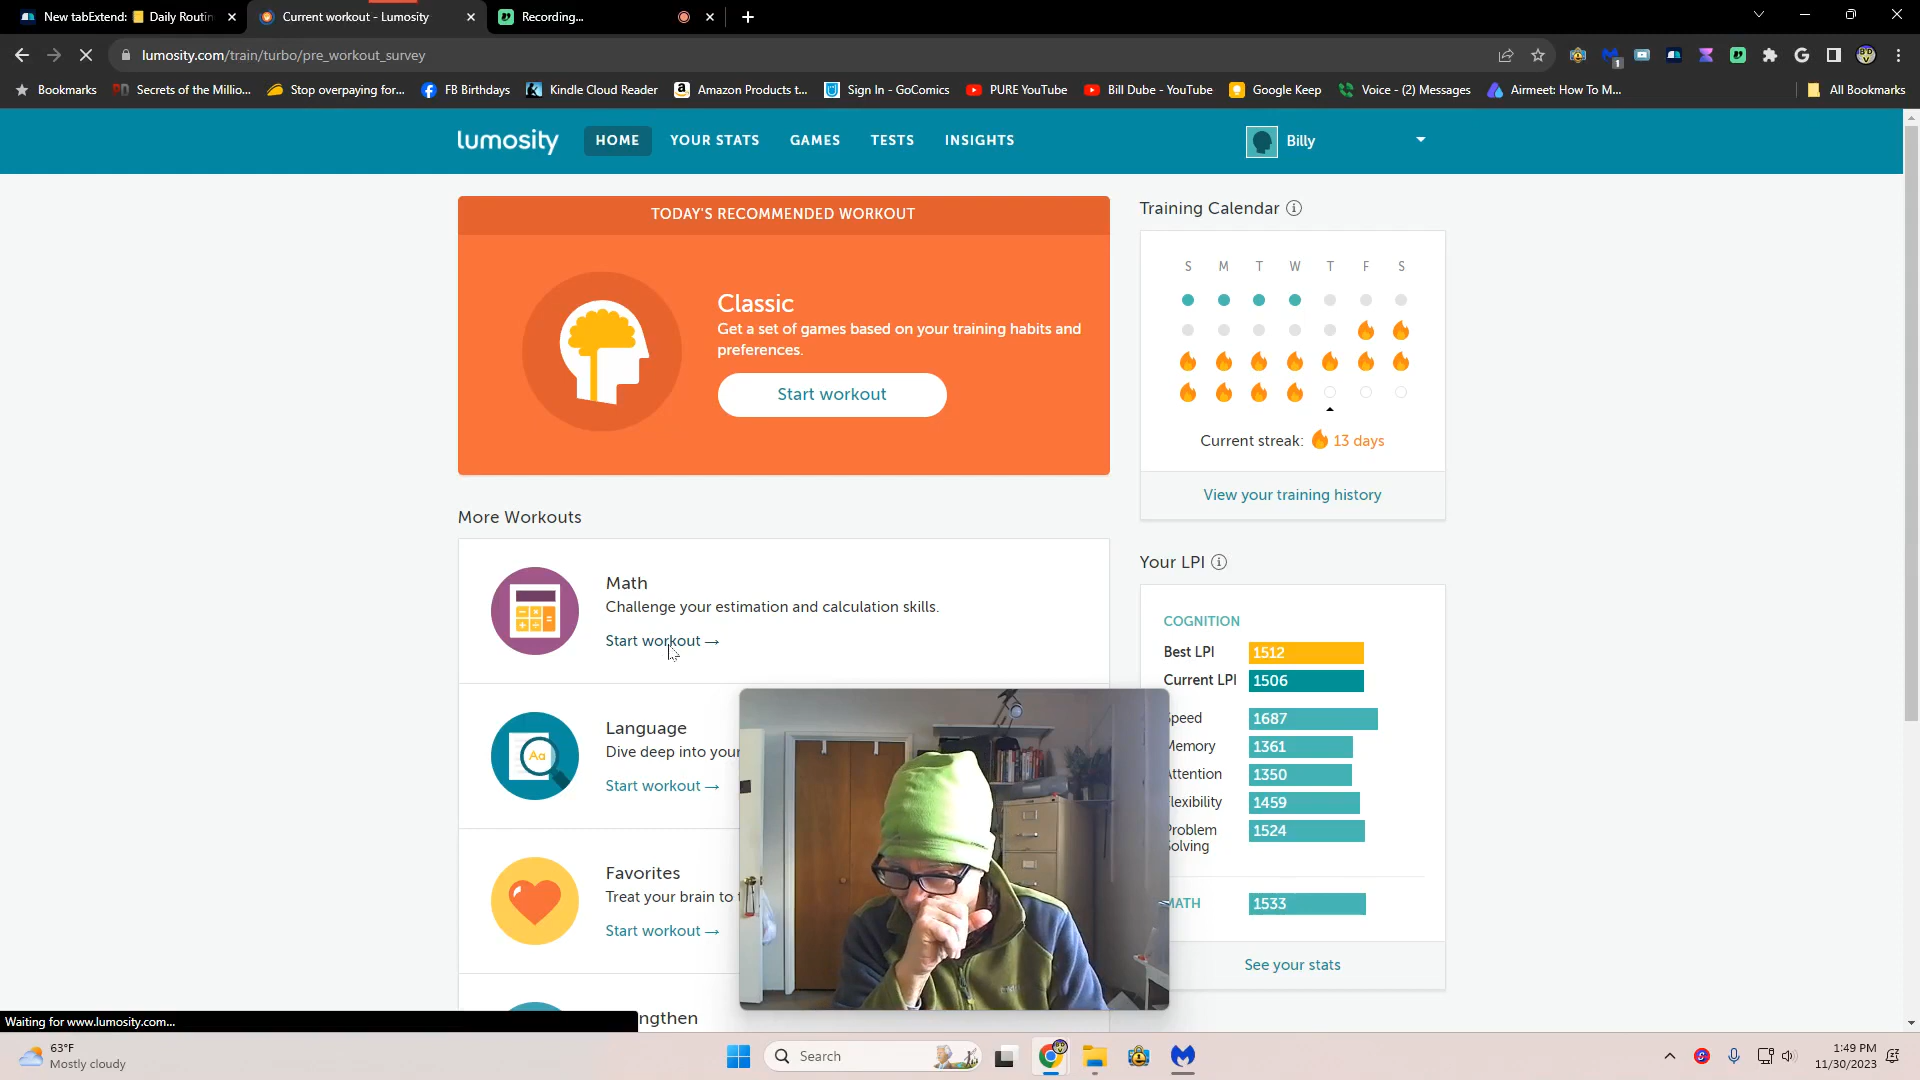 New tabExtend: Daily Routin
Current workout - Lumosity
Recording...
lumosity.com/train/turbo/pre_workout_survey
1
Bookmarks
Secrets of the Millio...
Stop overpaying for...
FB Birthdays
Kindle Cloud Reader
Amazon Products t...
Sign In - GoComics
PURE YouTube
Bill Dube - YouTube
Google Keep
Voice - (2) Messages
Airmeet: How To M...
All Bookmarks
lumosity
HOME
YOUR STATS
GAMES
TESTS
INSIGHTS
Billy
TODAY'S RECOMMENDED WORKOUT
Classic
Get a set of games based on your training habits and
preferences.
Start workout
Training Calendar
S M T W T F S
Current streak: 13 days
View your training history
More Workouts
Math
Challenge your estimation and calculation skills.
Start workout →
Language
Dive deep into your
Start workout →
Aa
Favorites
Treat your brain to
Start workout →
ngthen
Your LPI
COGNITION
Best LPI 1512
Current LPI 1506
peed 1687
Memory 1361
ttention 1350
lexibility 1459
Problem 1524
olving
MATH 1533
See your stats
Waiting for www.lumosity.com...
63°F
Mostly cloudy
Search
1:49 PM
11/30/2023